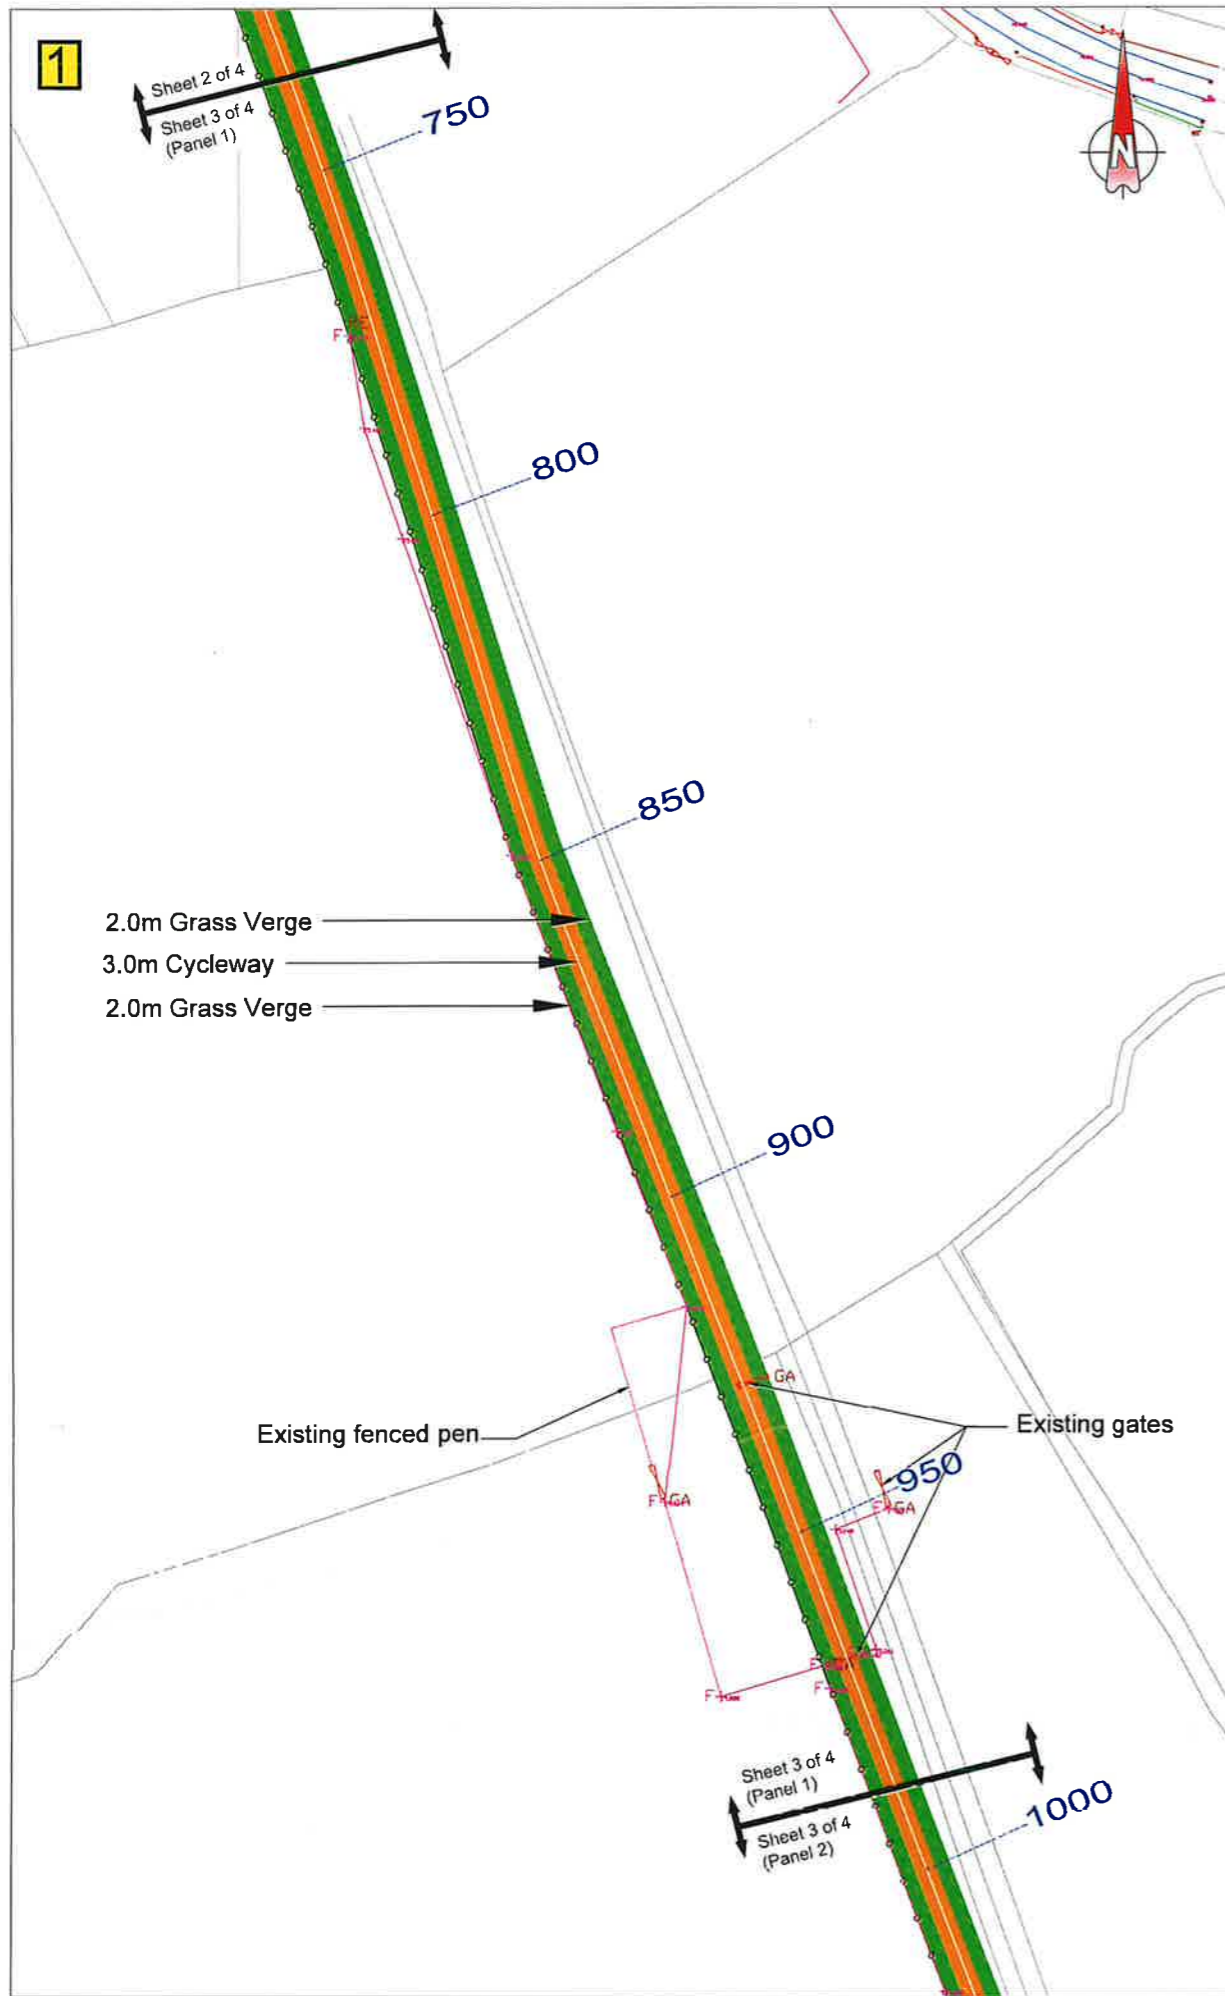 1
Sheet 2 of 4
Sheet 3 of 4
(Panel 1)
750
N
F
800
850
2.0m Grass Verge
3.0m Cycleway
2.0m Grass Verge
900
GA
Existing fenced pen
Existing gates
950
F GA
F GA
F
F
F
Sheet 3 of 4
(Panel 1)
Sheet 3 of 4
(Panel 2)
1000